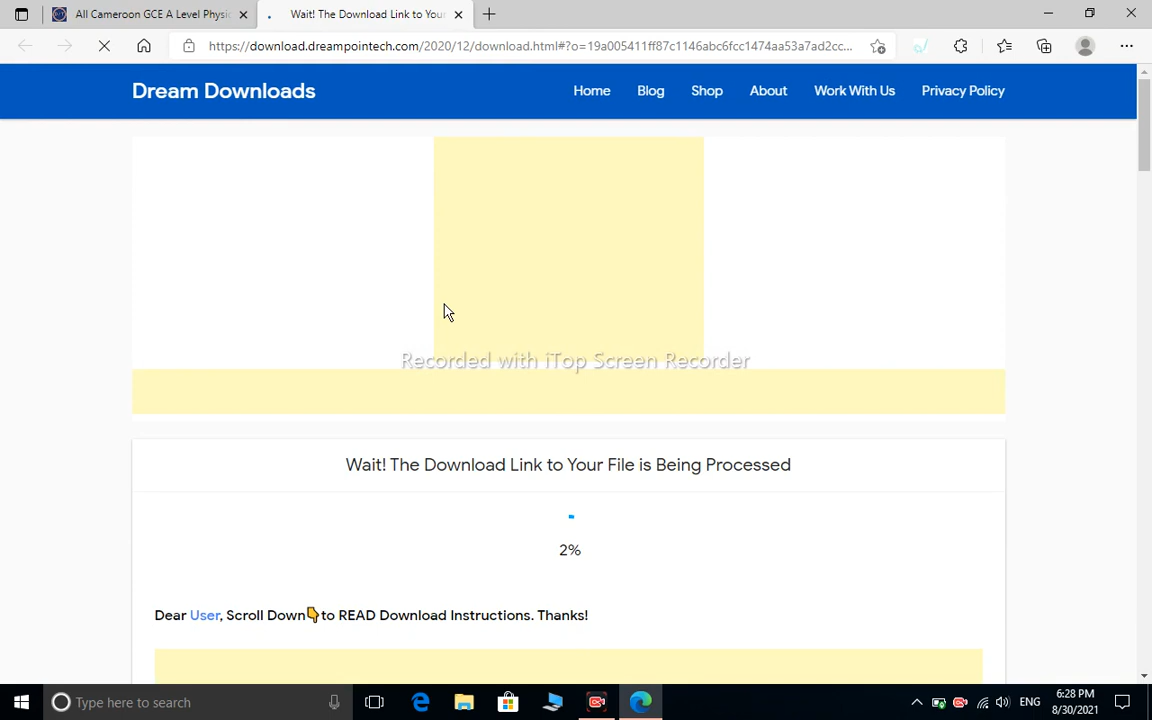 All Cameroon GCE A Level Physic
Wait! The Download Link to Your
https://download.dreampointech.com/2020/12/download.html#?o=19a005411ff87c1146abc6fcc1474aa53a7ad2cc...
Dream Downloads
Home
Blog
Shop
About
Work With Us
Privacy Policy
Recorded with iTop Screen Recorder
Wait! The Download Link to Your File is Being Processed
2%
Dear User, Scroll Down👇to READ Download Instructions. Thanks!
Type here to search
ENG
6:28 PM
8/30/2021